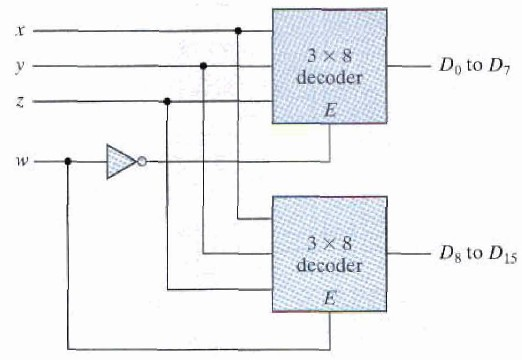 x
y
z
w
3 × 8
decoder
E
D₀ to D₇
3 × 8
decoder
E
D₈ to D₁₅